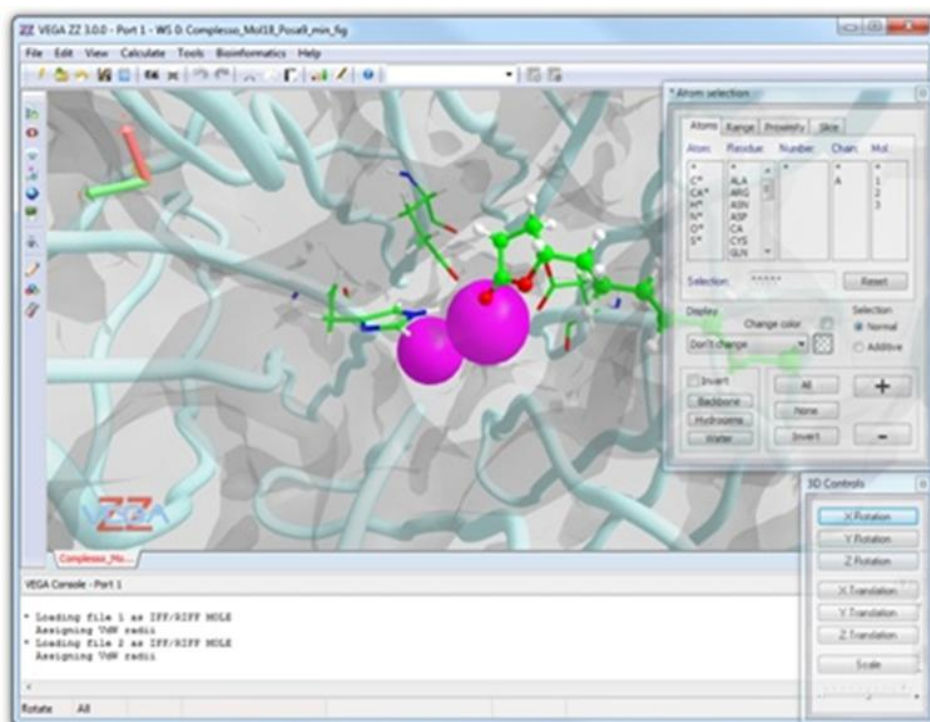 VEGA ZZ 3.0.0 - Port 1 - WS 0: Complesso_Mol18_Posa9_min_fig
File Edit View Calculate Tools Bioinformatics Help
* Atom selection
Atoms Range Proximity Slice
Atom: Residue: Number: Chain: Mol.:
* * * * *
C* ALA A 1
CA* ARG 2
H* ASN 3
N* ASP
O* CA
S* CYS
GLN
Selection: ***** Reset
Display Selection
Change color Normal
Don't change Additive
Invert All +
Backbone
Hydrogens None
Water Invert -
3D Controls
X Rotation
Y Rotation
Z Rotation
X Translation
Y Translation
Z Translation
Scale
VEGA ZZ
Complesso_Mo...
VEGA Console - Port 1
* Loading file 1 as IFF/RIFF MOLE
Assigning VdW radii
* Loading file 2 as IFF/RIFF MOLE
Assigning VdW radii
Rotate All